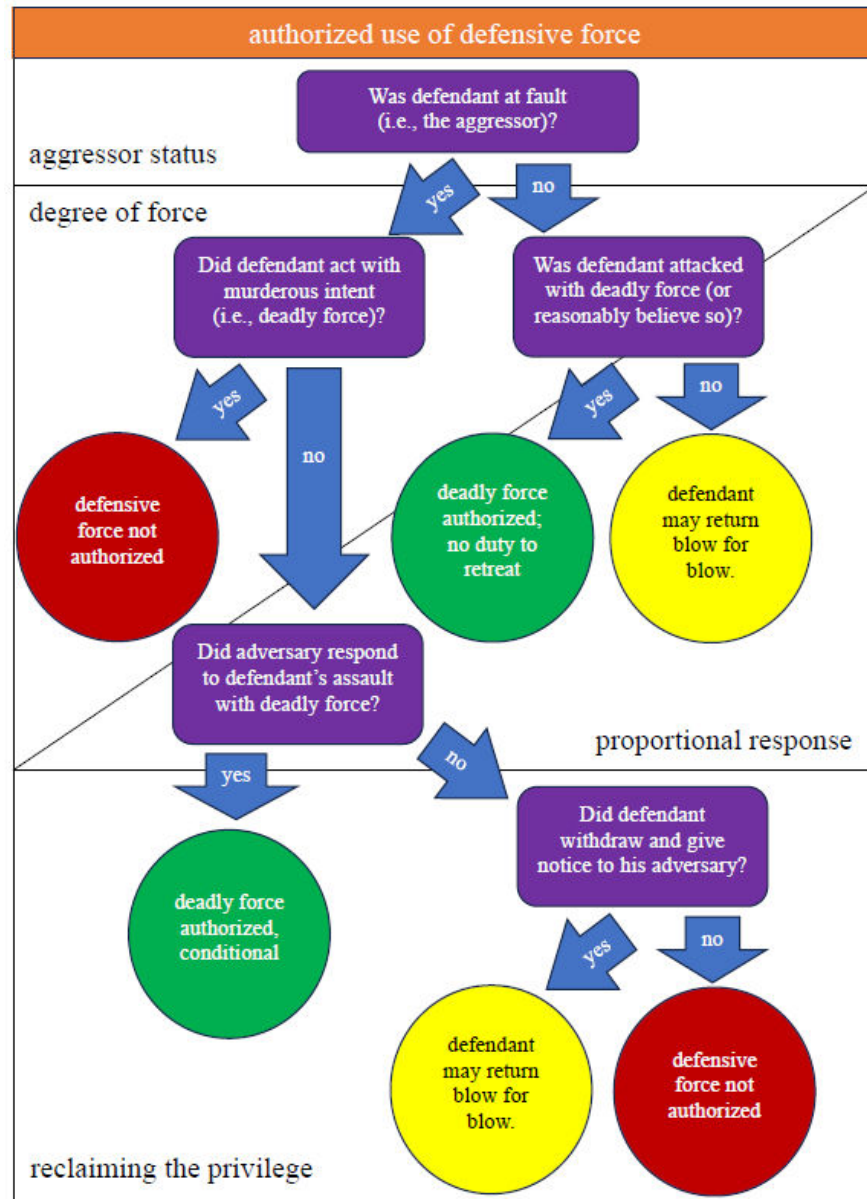 authorized use of defensive force
Was defendant at fault
(i.e., the aggressor)?
aggressor status
yes
no
degree of force
Did defendant act with
murderous intent
(i.e., deadly force)?
Was defendant attacked
with deadly force (or
reasonably believe so)?
yes
no
yes
no
defensive
force not
authorized
deadly force
authorized;
no duty to
retreat
defendant
may return
blow for
blow.
Did adversary respond
to defendant’s assault
with deadly force?
proportional response
yes
no
Did defendant
withdraw and give
notice to his adversary?
deadly force
authorized,
conditional
yes
no
defendant
may return
blow for
blow.
defensive
force not
authorized
reclaiming the privilege